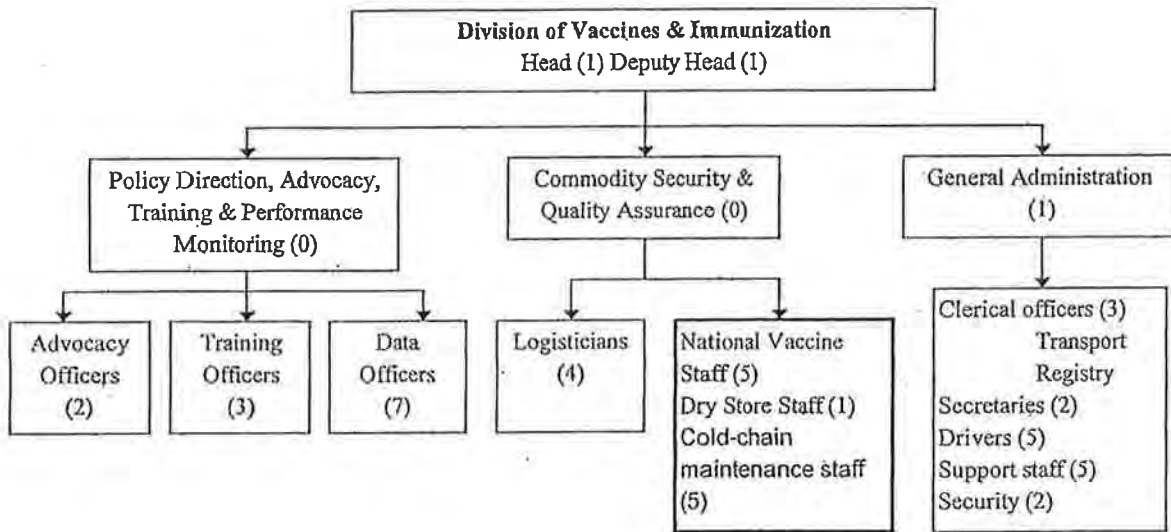 Division of Vaccines & Immunization
Head (1) Deputy Head (1)
Policy Direction, Advocacy,
Training & Performance
Monitoring (0)
Commodity Security &
Quality Assurance (0)
General Administration
(1)
Advocacy
Officers
(2)
Training
Officers
(3)
Data
Officers
(7)
Logisticians
(4)
National Vaccine
Staff (5)
Dry Store Staff (1)
Cold-chain
maintenance staff
(5)
Clerical officers (3)
Transport
Registry
Secretaries (2)
Drivers (5)
Support staff (5)
Security (2)